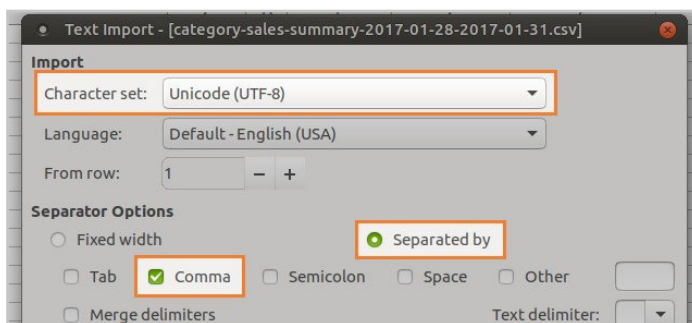 Text Import - [category-sales-summary-2017-01-28-2017-01-31.csv]
Import
Character set: Unicode (UTF-8)
Language: Default - English (USA)
From row: 1 − +
Separator Options
Fixed width Separated by
Tab Comma Semicolon Space Other
Merge delimiters Text delimiter: